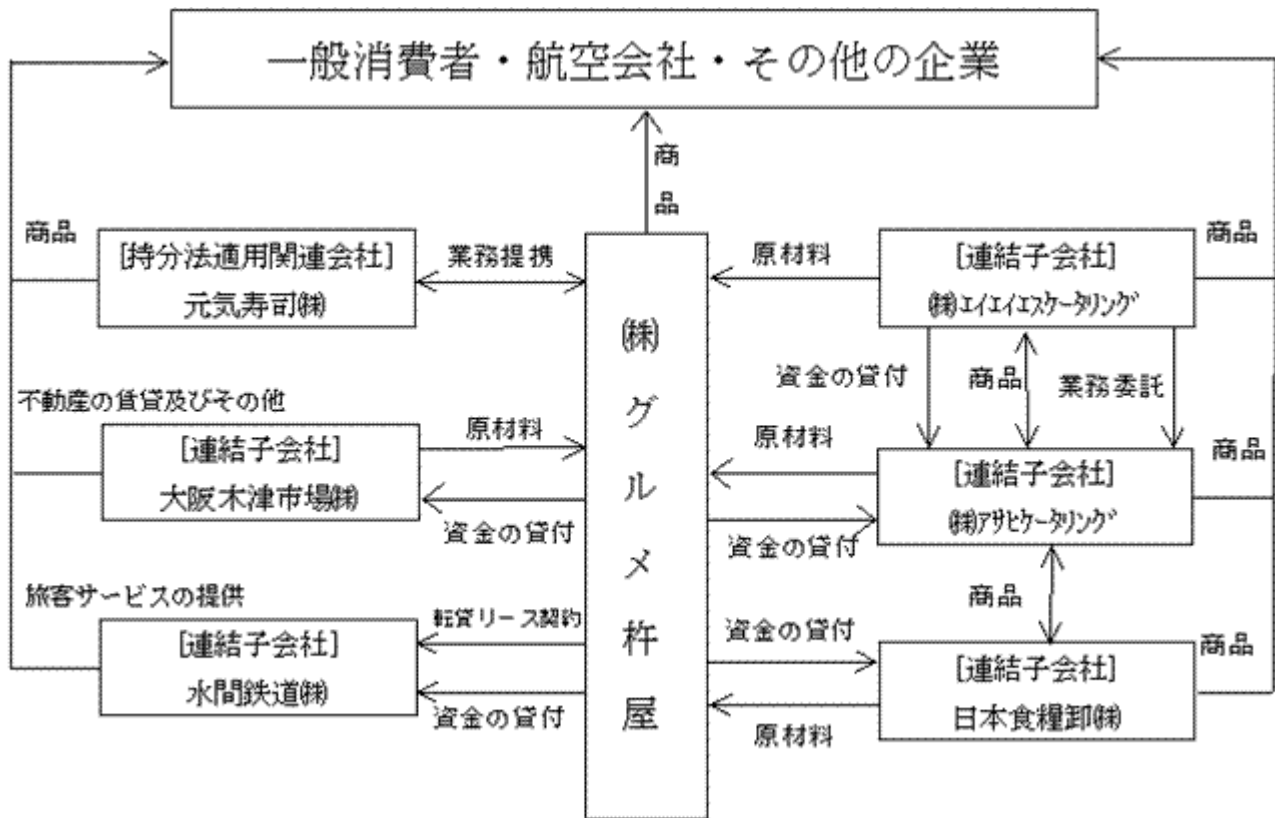 一般消費者・航空会社・その他の企業
商品
商品
[持分法適用関連会社]
元気寿司㈱
業務提携
原材料
[連結子会社]
㈱ｴｲｴｲｴｽｹｰﾀﾘﾝｸﾞ
商品
㈱グルメ杵屋
資金の貸付
商品
業務委託
不動産の賃貸及びその他
[連結子会社]
大阪木津市場㈱
原材料
資金の貸付
原材料
資金の貸付
[連結子会社]
㈱ｱｻﾋｹｰﾀﾘﾝｸﾞ
商品
商品
旅客サービスの提供
[連結子会社]
水間鉄道㈱
転貸リース契約
資金の貸付
資金の貸付
原材料
[連結子会社]
日本食糧卸㈱
商品